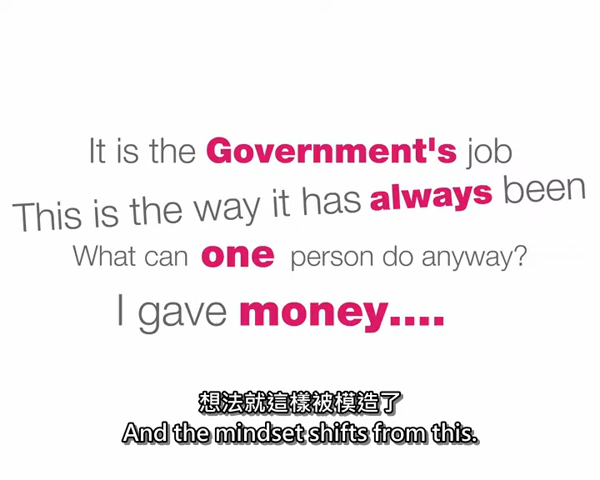 It is the Government's job
This is the way it has always been
What can one person do anyway?
I gave money....
想法就這樣被模造了
And the mindset shifts from this.